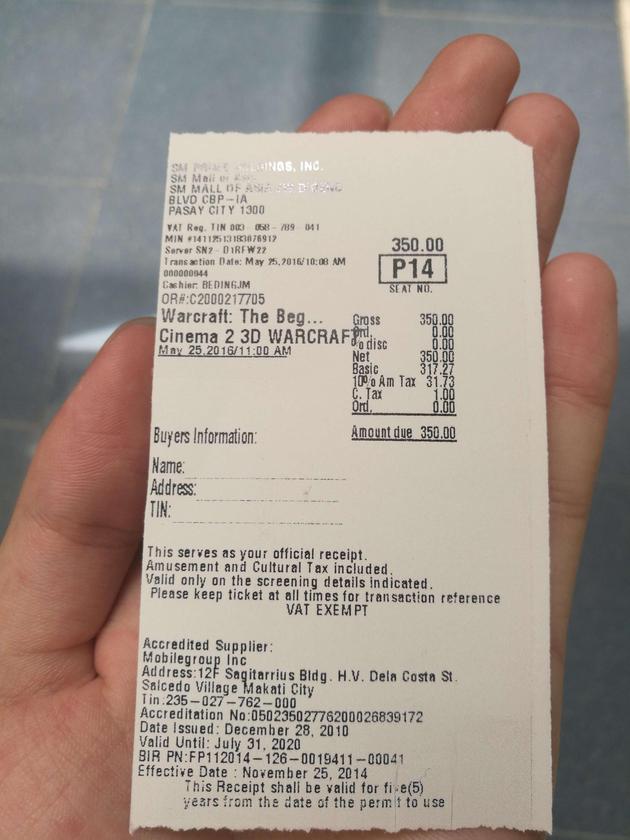 SM PRIME HOLDINGS, INC.
SM Mall of Asia
SM MALL OF ASIA
BLVD CBP-IA
PASAY CITY 1300
VAT Reg. TIN 003-058-789-041
MIN #14112513183076912
Server SN2-D1RFW22
Transaction Date: May 25,2016/10:08 AM
000000944
Cashier: BEDINGJM
OR#:C2000217705
350.00
P14
SEAT NO.
Warcraft: The Beg...
Cinema 2 3D WARCRAFT
May 25,2016/11:00 AM
Gross 350.00
Ord. 0.00
% disc 0.00
Net 350.00
Basic 317.27
10% Am Tax 31.73
C. Tax 1.00
Ord. 0.00
Amount due 350.00
Buyers Information:
Name:
Address:
TIN:
This serves as your official receipt.
Amusement and Cultural Tax included.
Valid only on the screening details indicated.
Please keep ticket at all times for transaction reference
VAT EXEMPT
Accredited Supplier:
Mobilegroup Inc
Address:12F Sagitarrius Bldg. H.V. Dela Costa St.
Salcedo Village Makati City
Tin:235-027-762-000
Accreditation No:05023502776200026839172
Date Issued: December 28, 2010
Valid Until: July 31, 2020
BIR PN:FP112014-126-0019411-00041
Effective Date : November 25, 2014
This Receipt shall be valid for five(5)
years from the date of the permit to use